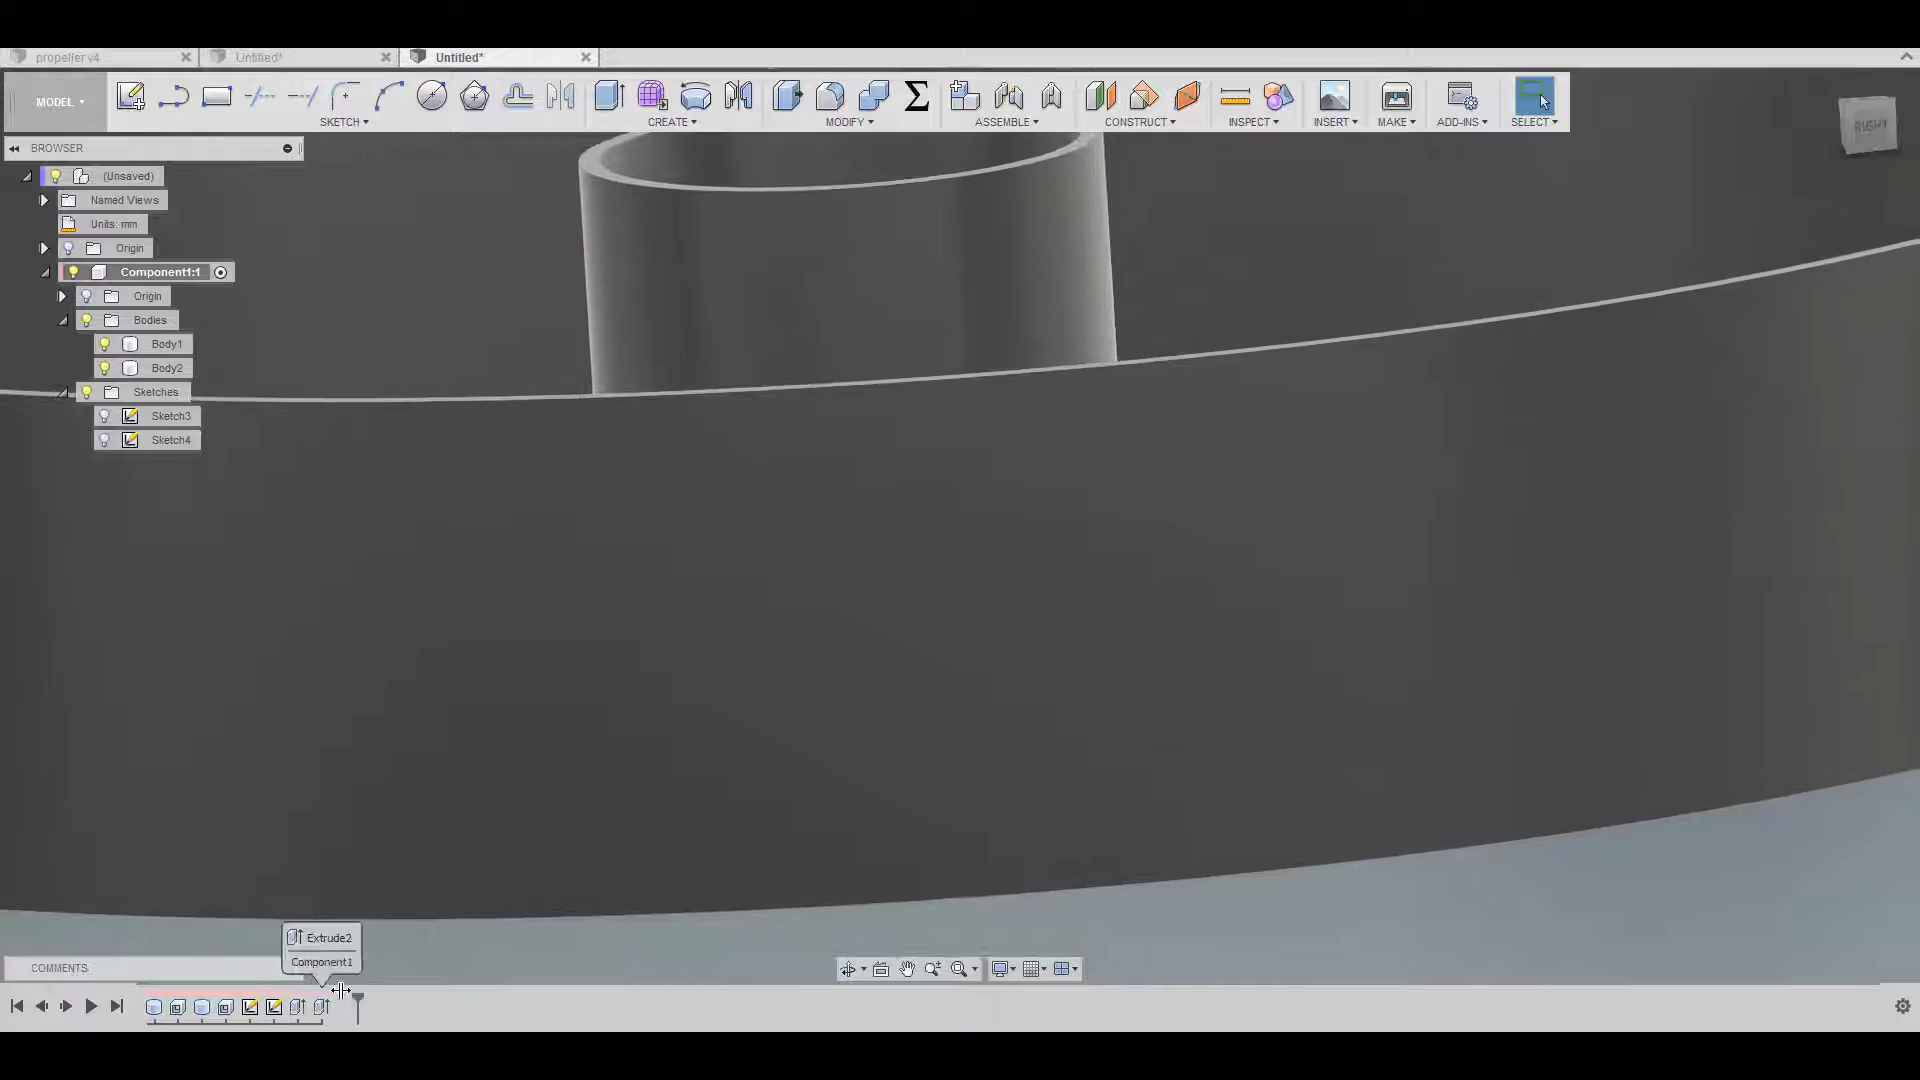 propeller v4
Untitled*
Untitled*
MODEL
SKETCH
CREATE
MODIFY
ASSEMBLE
CONSTRUCT
INSPECT
INSERT
MAKE
ADD-INS
SELECT
RIGHT
BROWSER
(Unsaved)
Named Views
Units: mm
Origin
Component1:1
Origin
Bodies
Body1
Body2
Sketches
Sketch3
Sketch4
Extrude2
Component1
COMMENTS